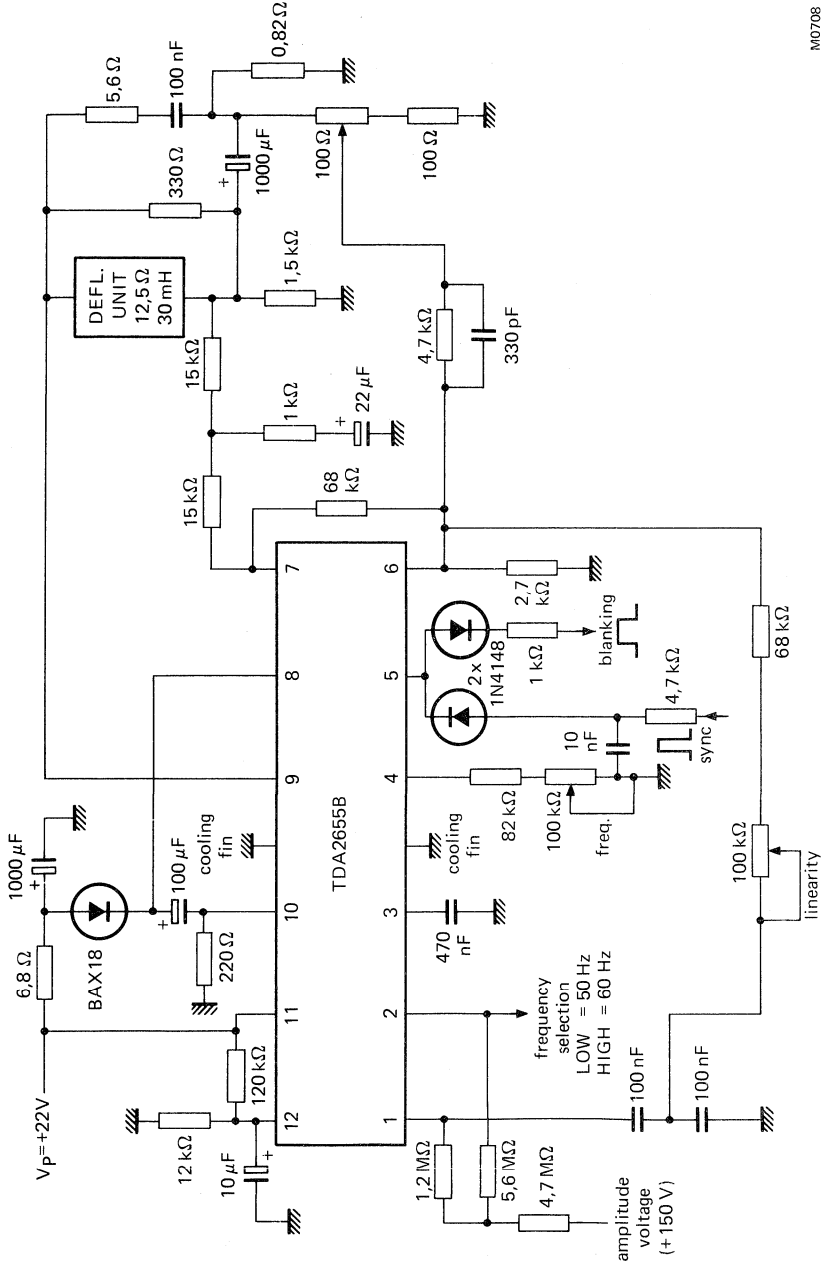 Vp=+22V
6,8 Ω
1000 μF
+
BAX18
+
100 μF
220Ω
cooling
fin
12 kΩ
10 μF
+
120 kΩ
5,6 Ω
100 nF
0,82Ω
330 Ω
+
1000 μF
DEFL.
UNIT
12,5 Ω
30 mH
1,5 kΩ
100 Ω
100 Ω
15 kΩ
15 kΩ
1 kΩ
+
22 μF
68
kΩ
4,7 kΩ
330 pF
12
11
10
9
8
7
TDA2655B
1
2
3
4
5
6
1,2 MΩ
5,6 MΩ
4,7 MΩ
amplitude
voltage
(+150 V)
frequency
selection
LOW = 50 Hz
HIGH = 60 Hz
100 nF
100 nF
470
nF
cooling
fin
82 kΩ
100 kΩ
freq.
10
nF
2 x
1N4148
4,7 kΩ
sync
1 kΩ
blanking
2,7
kΩ
100 kΩ
linearity
68 kΩ
M0708